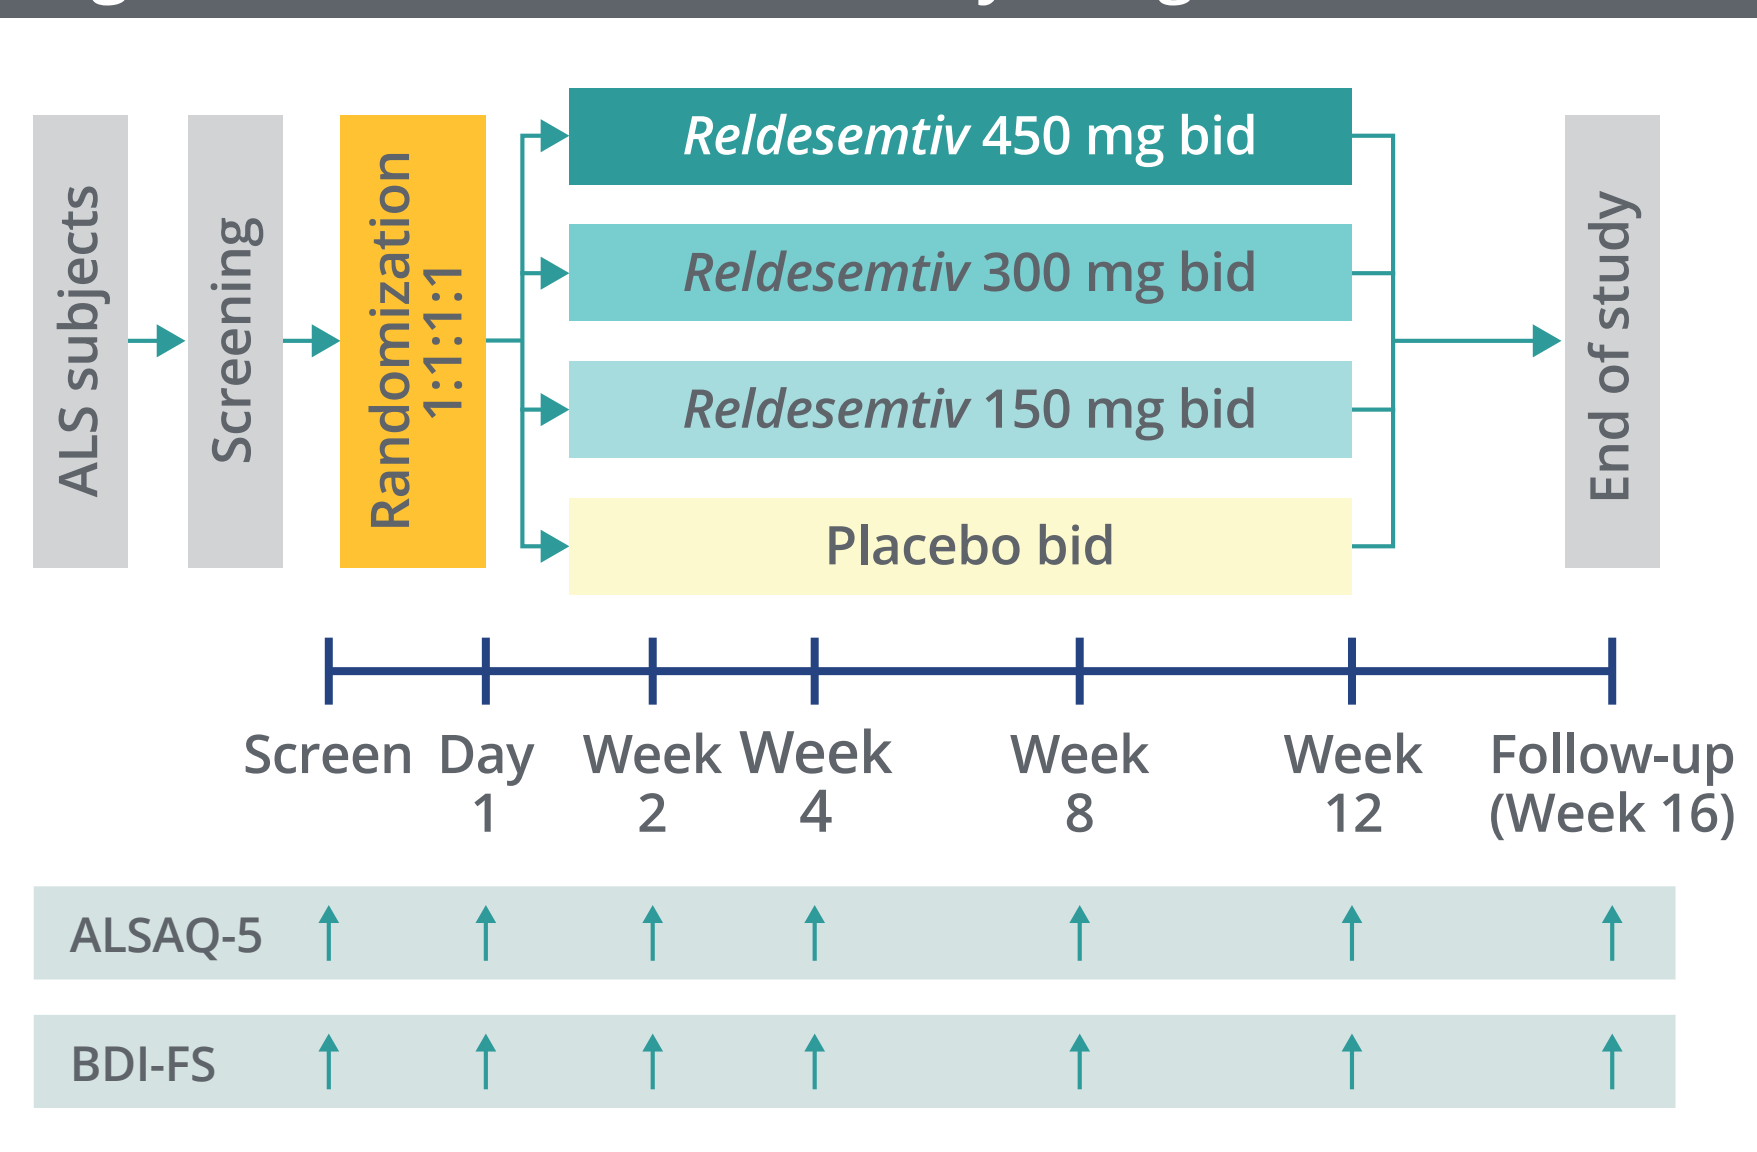 ALS subjects
Screening
Randomization
1:1:1:1
Reldesemtiv 450 mg bid
Reldesemtiv 300 mg bid
Reldesemtiv 150 mg bid
Placebo bid
End of study
Screen
Day
1
Week
2
Week
4
Week
8
Week
12
Follow-up
(Week 16)
ALSAQ-5
BDI-FS